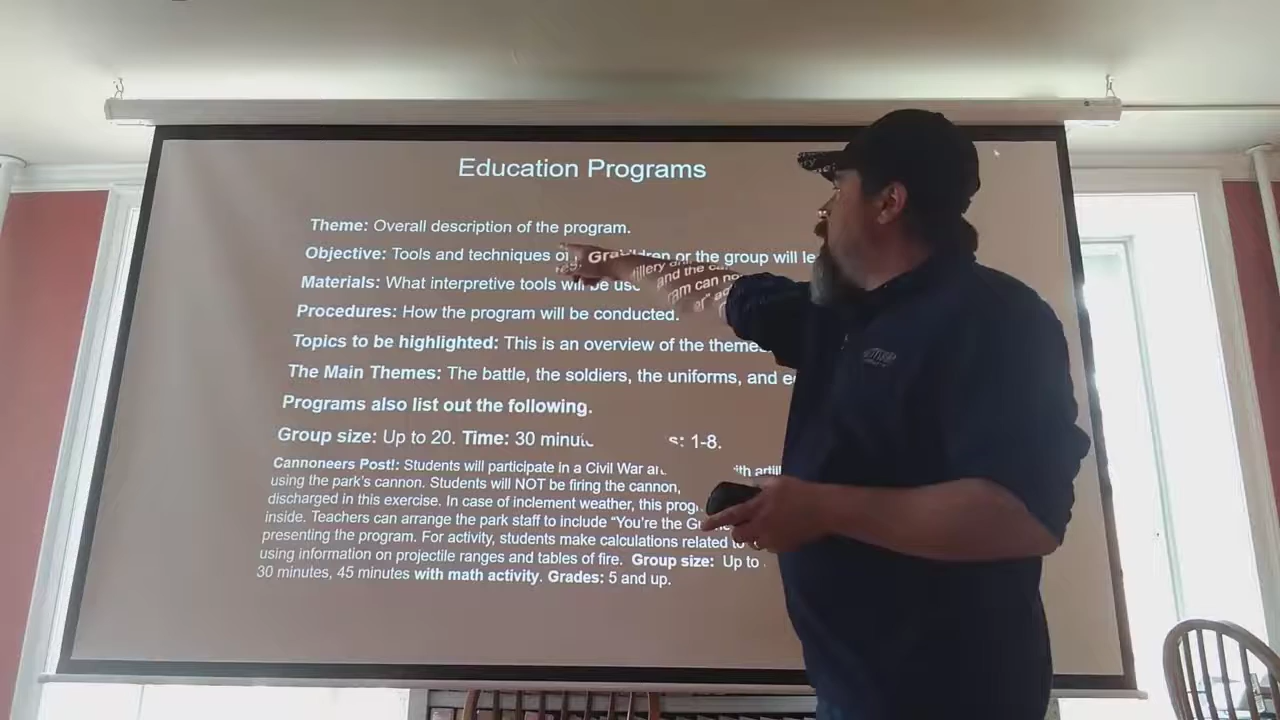 Education Programs
Theme: Overall description of the program.
Objective: Tools and techniques or the group will
Materials: What interpretive tools will be
Procedures: How the program will be conducted.
Topics to be highlighted: This is an overview of the themes
The Main Themes: The battle, the soldiers, the uniforms, and
Programs also list out the following.
Group size: Up to 20. Time: 30 1-8.
Cannoneers Post!: Students will participate in a Civil War
using the park's cannon. Students will NOT be firing the cannon,
discharged in this exercise. In case of inclement weather, this
inside. Teachers can arrange the park staff to include "You're the
presenting the program. For activity, students make calculations related to
using information on projectile ranges and tables of fire. Group size: Up to
30 minutes, 45 minutes with math activity. Grades: 5 and up.